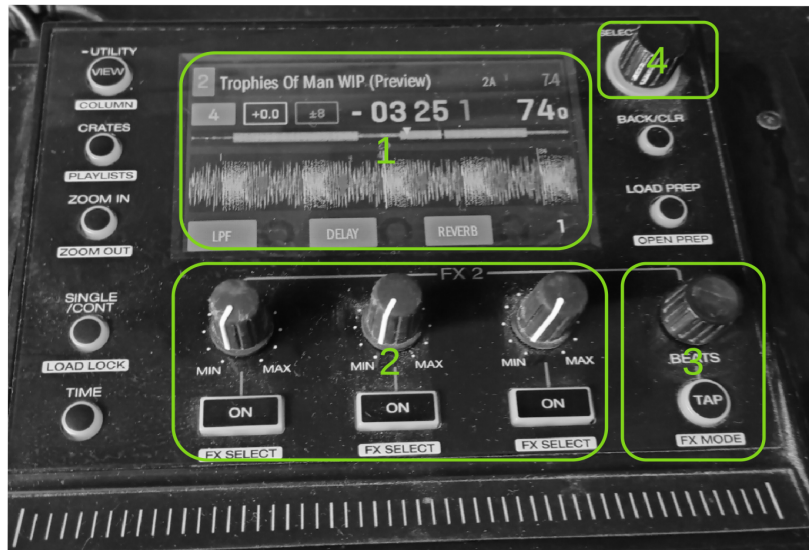 - UTILITY
VIEW
COLUMN
CRATES
PLAYLISTS
ZOOM IN
ZOOM OUT
SINGLE
/CONT
LOAD LOCK
TIME
2 Trophies Of Man WIP (Preview) 2A 74
4 +0.0 ±8 - 03 25 1 74 0
1
LPF DELAY REVERB 1
SELECT
4
BACK/CLR
LOAD PREP
OPEN PREP
FX 2
MIN MAX MIN MAX MIN MAX
2
ON ON ON
FX SELECT FX SELECT FX SELECT
BEATS
3
TAP
FX MODE